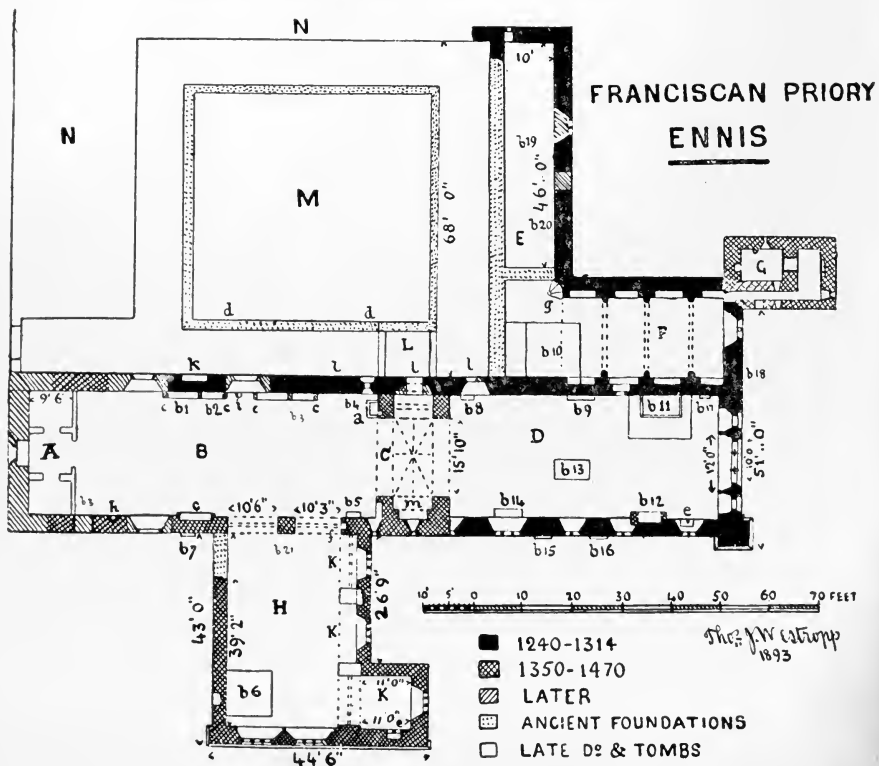 N
10'
FRANCISCAN PRIORY
ENNIS
N
M
68' 0"
b19
46' 0"
b20
E
G
d d
L
g
F
b10
b18
k l l l
9' 6"
b1 c b2 c c b3 c
b4
a
b8
b9
b11
b17
A
B
C
15' 10"
D
12' 0"
10' 0"
51' 0"
b13
b3
h
c
10' 6"
10' 3"
b5
m
b14
b12
e
b7
b21
f
b15
b16
K
26' 9"
43' 0"
39' 2"
H
K
10' 5 0 10 20 30 40 50 60 70 FEET
Thos. J. Westropp
1893
1240-1314
1350-1470
LATER
ANCIENT FOUNDATIONS
LATE Do & TOMBS
b6
11' 0"
K
11' 0"
e
44' 6"